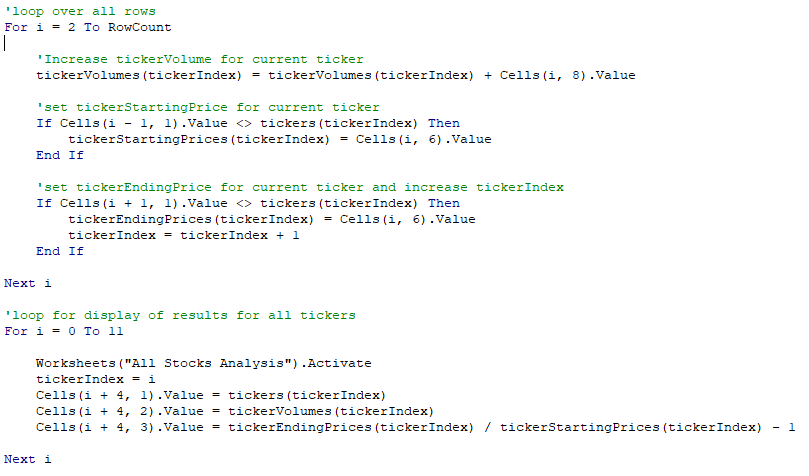 'loop over all rows
For i = 2 To RowCount
'Increase tickerVolume for current ticker
tickerVolumes(tickerIndex) = tickerVolumes(tickerIndex) + Cells(i, 8).Value
'set tickerStartingPrice for current ticker
If Cells(i - 1, 1).Value <> tickers(tickerIndex) Then
tickerStartingPrices(tickerIndex) = Cells(i, 6).Value
End If
'set tickerEndingPrice for current ticker and increase tickerIndex
If Cells(i + 1, 1).Value <> tickers(tickerIndex) Then
tickerEndingPrices(tickerIndex) = Cells(i, 6).Value
tickerIndex = tickerIndex + 1
End If
Next i
'loop for display of results for all tickers
For i = 0 To 11
Worksheets("All Stocks Analysis").Activate
tickerIndex = i
Cells(i + 4, 1).Value = tickers(tickerIndex)
Cells(i + 4, 2).Value = tickerVolumes(tickerIndex)
Cells(i + 4, 3).Value = tickerEndingPrices(tickerIndex) / tickerStartingPrices(tickerIndex) - 1
Next i